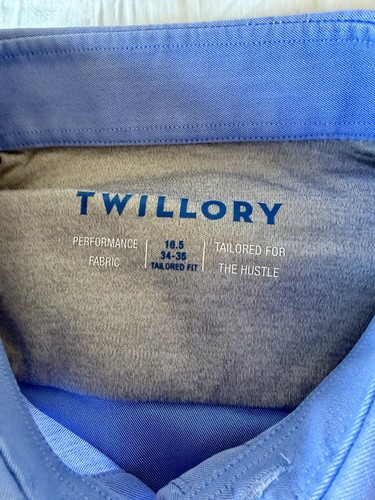 TWILLORY
PERFORMANCE
FABRIC
16.5
34-35
TAILORED FIT
TAILORED FOR
THE HUSTLE